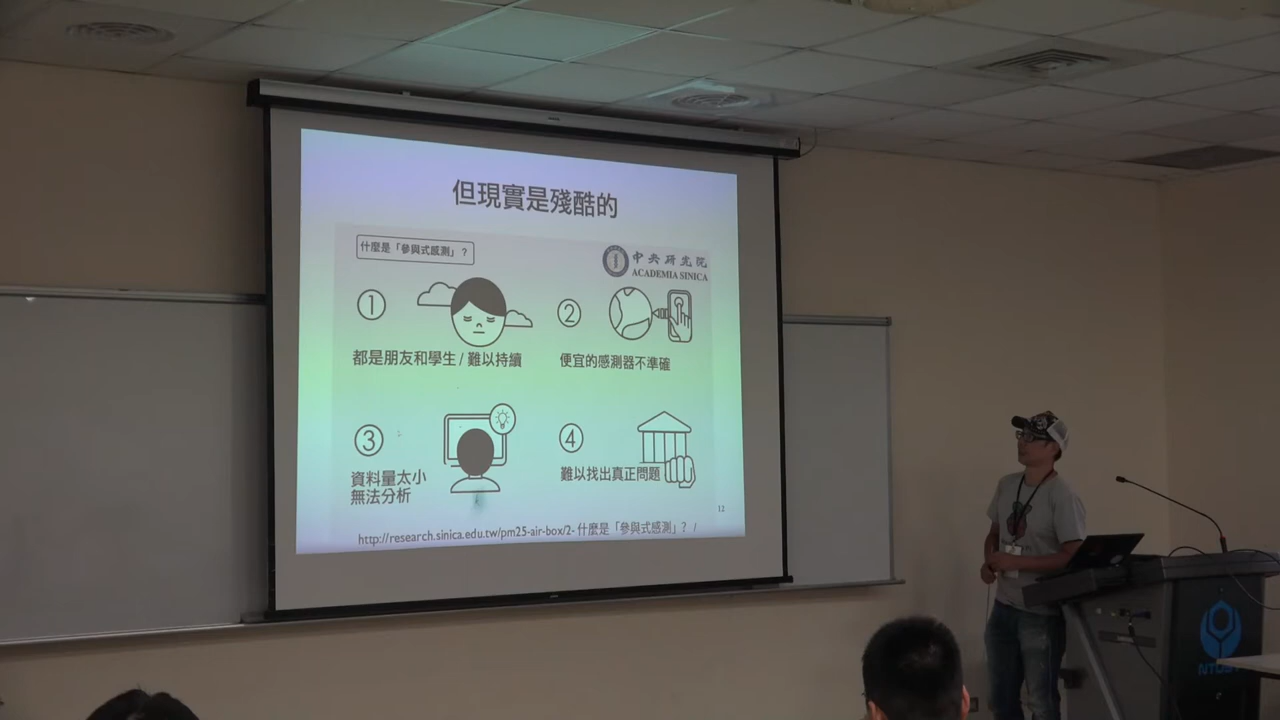 但現實是殘酷的
什麼是「參與式感測」？
中央研究院
ACADEMIA SINICA
1
2
都是朋友和學生 / 難以持續
便宜的感測器不準確
3
4
資料量太小
無法分析
難以找出真正問題
12
http://research.sinica.edu.tw/pm25-air-box/2- 什麼是「參與式感測」？ /